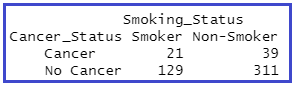 Smoking_Status
Cancer_Status Smoker Non-Smoker
Cancer 21 39
No Cancer 129 311